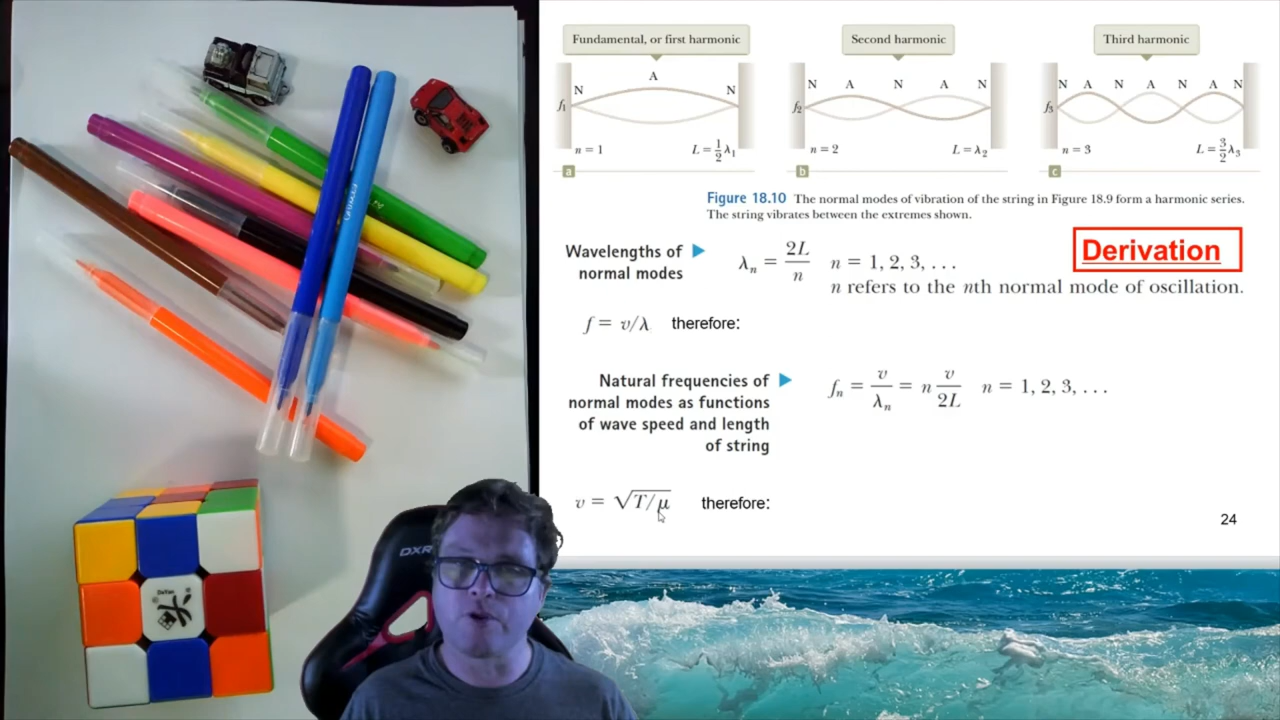 Fundamental, or first harmonic
Second harmonic
Third harmonic
A
N N
f₁
n = 1 L = ½λ₁
a
N A N A N
f₂
n = 2 L = λ₂
b
N A N A N A N
f₃
n = 3 L = 3/2 λ₃
c
Figure 18.10 The normal modes of vibration of the string in Figure 18.9 form a harmonic series.
The string vibrates between the extremes shown.
Derivation
Wavelengths of
normal modes
λₙ = 2L/n n = 1, 2, 3, . . .
n refers to the nth normal mode of oscillation.
f = v/λ therefore:
Natural frequencies of
normal modes as functions
of wave speed and length
of string
fₙ = v/λₙ = n v/2L n = 1, 2, 3, . . .
v = √T/μ therefore:
24
DXR
DaYan